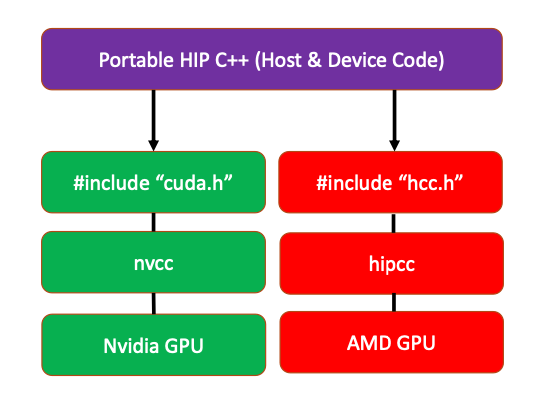 Portable HIP C++ (Host & Device Code)
#include “cuda.h”
#include “hcc.h”
nvcc
hipcc
Nvidia GPU
AMD GPU